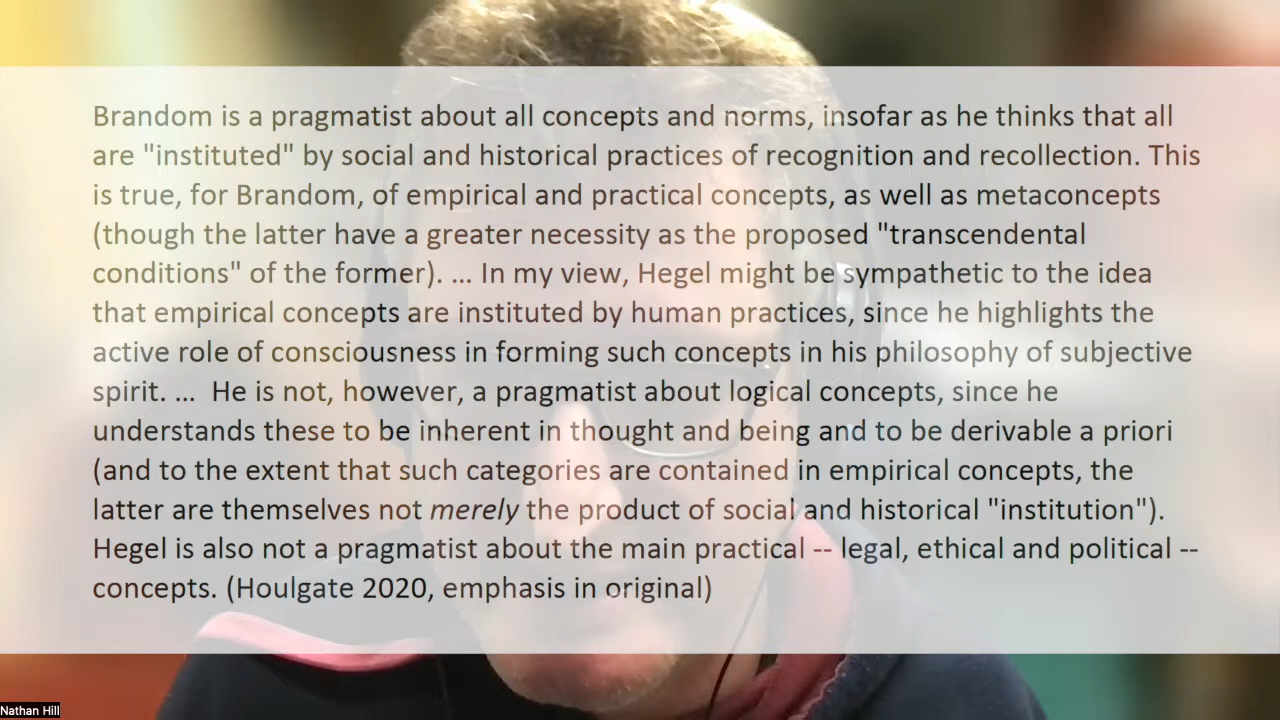 Brandom is a pragmatist about all concepts and norms, insofar as he thinks that all
are "instituted" by social and historical practices of recognition and recollection. This
is true, for Brandom, of empirical and practical concepts, as well as metaconcepts
(though the latter have a greater necessity as the proposed "transcendental
conditions" of the former). ... In my view, Hegel might be sympathetic to the idea
that empirical concepts are instituted by human practices, since he highlights the
active role of consciousness in forming such concepts in his philosophy of subjective
spirit. ...  He is not, however, a pragmatist about logical concepts, since he
understands these to be inherent in thought and being and to be derivable a priori
(and to the extent that such categories are contained in empirical concepts, the
latter are themselves not merely the product of social and historical "institution").
Hegel is also not a pragmatist about the main practical -- legal, ethical and political --
concepts. (Houlgate 2020, emphasis in original)
Nathan Hill